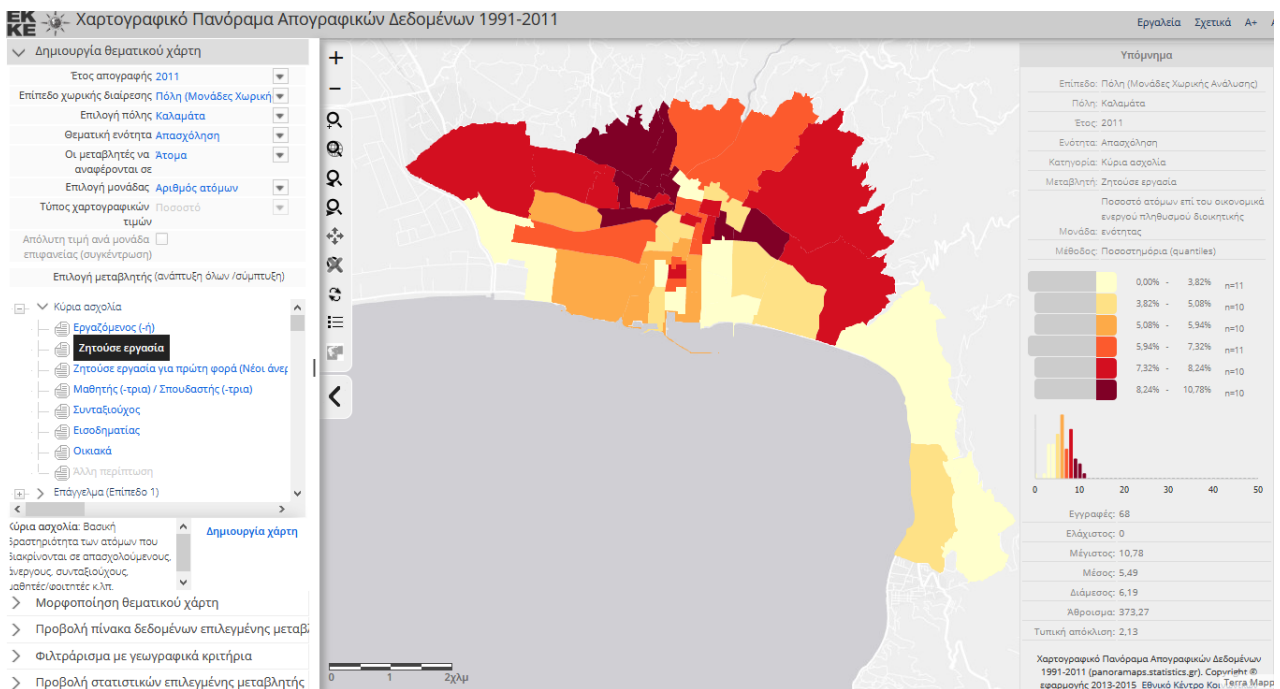 ΕΚ
ΚΕ
Χαρτογραφικό Πανόραμα Απογραφικών Δεδομένων 1991-2011
Εργαλεία Σχετικά A+
Δημιουργία θεματικού χάρτη
Έτος απογραφής 2011
Επίπεδο χωρικής διαίρεσης Πόλη (Μονάδες Χωρική
Επιλογή πόλης Καλαμάτα
Θεματική ενότητα Απασχόληση
Οι μεταβλητές να Άτομα
αναφέρονται σε
Επιλογή μονάδας Αριθμός ατόμων
Τύπος χαρτογραφικών Ποσοστό
τιμών
Απόλυτη τιμή ανά μονάδα
επιφανείας (συγκέντρωση)
Επιλογή μεταβλητής (ανάπτυξη όλων /σύμπτυξη)
Κύρια ασχολία
Εργαζόμενος (-ή)
Ζητούσε εργασία
Ζητούσε εργασία για πρώτη φορά (Νέοι άνερ
Μαθητής (-τρια) / Σπουδαστής (-τρια)
Συνταξιούχος
Εισοδηματίας
Οικιακά
Άλλη περίπτωση
Επάγγελμα (Επίπεδο 1)
Κύρια ασχολία: Βασική
δραστηριότητα των ατόμων που
διακρίνονται σε απασχολούμενους,
άνεργους, συνταξιούχους,
μαθητές/φοιτητές κ.λπ.
Δημιουργία χάρτη
Μορφοποίηση θεματικού χάρτη
Προβολή πίνακα δεδομένων επιλεγμένης μεταβ
Φιλτράρισμα με γεωγραφικά κριτήρια
Προβολή στατιστικών επιλεγμένης μεταβλητής
0 1 2χλμ
Υπόμνημα
Επίπεδο: Πόλη (Μονάδες Χωρικής Ανάλυσης)
Πόλη: Καλαμάτα
Έτος: 2011
Ενότητα: Απασχόληση
Κατηγορία: Κύρια ασχολία
Μεταβλητή: Ζητούσε εργασία
Ποσοστό ατόμων επί του οικονομικά
ενεργού πληθυσμού διοικητικής
Μονάδα: ενότητας
Μέθοδος: Ποσοστημόρια (quantiles)
0,00% - 3,82% n=11
3,82% - 5,08% n=10
5,08% - 5,94% n=10
5,94% - 7,32% n=11
7,32% - 8,24% n=10
8,24% - 10,78% n=10
0 10 20 30 40 50
Εγγραφές: 68
Ελάχιστος: 0
Μέγιστος: 10,78
Μέσος: 5,49
Διάμεσος: 6,19
Άθροισμα: 373,27
Τυπική απόκλιση: 2,13
Χαρτογραφικό Πανόραμα Απογραφικών Δεδομένων
1991-2011 (panoramaps.statistics.gr). Copyright ©
εφαρμογής 2013-2015 Εθνικό Κέντρο Terra Mapp